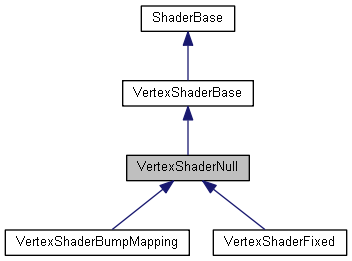 ShaderBase
VertexShaderBase
VertexShaderNull
VertexShaderBumpMapping
VertexShaderFixed